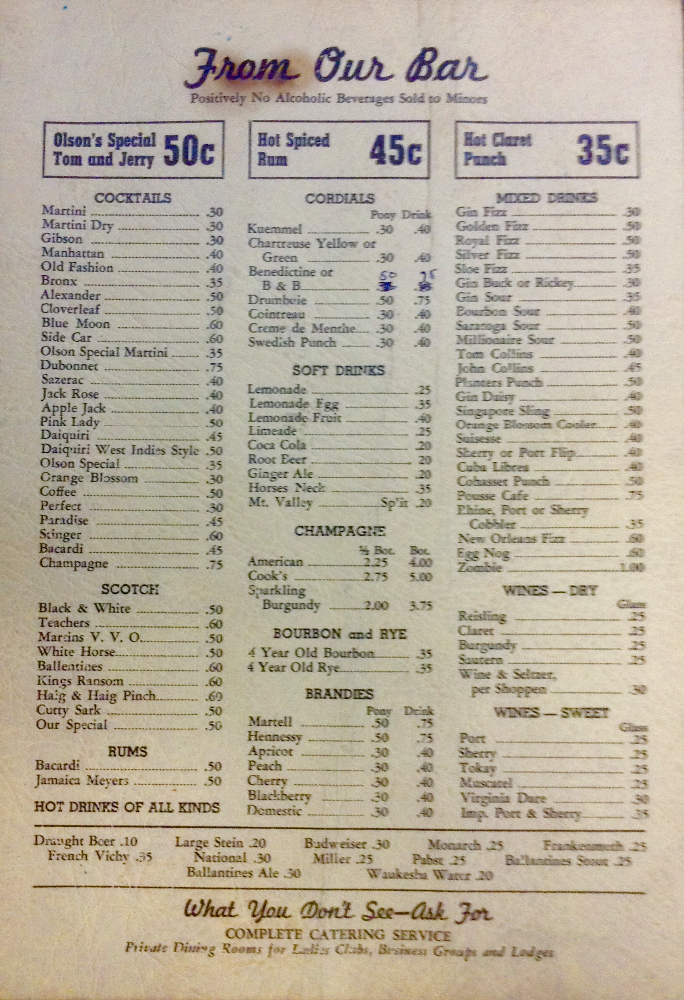 From Our Bar
Positively No Alcoholic Beverages Sold to Minors
Olson's Special
Tom and Jerry 50c
Hot Spiced
Rum 45c
Hot Claret
Punch 35c
COCKTAILS
Martini .30
Martini Dry .30
Gibson .30
Manhattan .40
Old Fashion .40
Bronx .35
Alexander .50
Cloverleaf .50
Blue Moon .60
Side Car .60
Olson Special Martini .35
Dubonnet .75
Sazerac .40
Jack Rose .40
Apple Jack .40
Pink Lady .50
Daiquiri .45
Daiquiri West Indies Style .50
Olson Special .35
Orange Blossom .30
Coffee .50
Perfect .30
Paradise .45
Stinger .60
Bacardi .45
Champagne .75
SCOTCH
Black & White .50
Teachers .60
Martins V. V. O. .50
White Horse .50
Ballentines .60
Kings Ransom .60
Haig & Haig Pinch .60
Cutty Sark .50
Our Special .50
RUMS
Bacardi .50
Jamaica Meyers .50
HOT DRINKS OF ALL KINDS
CORDIALS
Pony Drink
Kuemmel .30 .40
Chartreuse Yellow or
Green .30 .40
Benedictine or 50 75
B & B
Drambuie .50 .75
Cointreau .30 .40
Creme de Menthe .30 .40
Swedish Punch .30 .40
SOFT DRINKS
Lemonade .25
Lemonade Egg .35
Lemonade Fruit .40
Limeade .25
Coca Cola .20
Root Beer .20
Ginger Ale .20
Horses Neck .35
Mt. Valley Split .20
CHAMPAGNE
½ Bot. Bot.
American 2.25 4.00
Cook's 2.75 5.00
Sparkling
Burgundy 2.00 3.75
BOURBON and RYE
4 Year Old Bourbon .35
4 Year Old Rye .35
BRANDIES
Pony Drink
Martell .50 .75
Hennessy .50 .75
Apricot .30 .40
Peach .30 .40
Cherry .30 .40
Blackberry .30 .40
Domestic .30 .40
MIXED DRINKS
Gin Fizz .30
Golden Fizz .50
Royal Fizz .50
Silver Fizz .50
Sloe Fizz .35
Gin Buck or Rickey .30
Gin Sour .35
Bourbon Sour .40
Saratoga Sour .50
Millionaire Sour .50
Tom Collins .40
John Collins .45
Planters Punch .50
Gin Daisy .40
Singapore Sling .50
Orange Blossom Cooler .40
Suisesse .40
Sherry or Port Flip .40
Cuba Librea .40
Cohasset Punch .50
Pousse Cafe .75
Rhine, Port or Sherry
Cobbler .35
New Orleans Fizz .60
Egg Nog .60
Zombie 1.00
WINES — DRY
Glass
Reisling .25
Claret .25
Burgundy .25
Sautern .25
Wine & Seltzer,
per Shoppen .30
WINES — SWEET
Glass
Port .25
Sherry .25
Tokay .25
Muscatel .25
Virginia Dare .30
Imp. Port & Sherry .35
Draught Beer .10 Large Stein .20 Budweiser .30 Monarch .25 Frankenmuth .25
French Vichy .35 National .30 Miller .25 Pabst .25 Ballantines Stout .25
Ballantines Ale .30 Waukesha Water .20
What You Don't See—Ask For
COMPLETE CATERING SERVICE
Private Dining Rooms for Ladies Clubs, Business Groups and Lodges